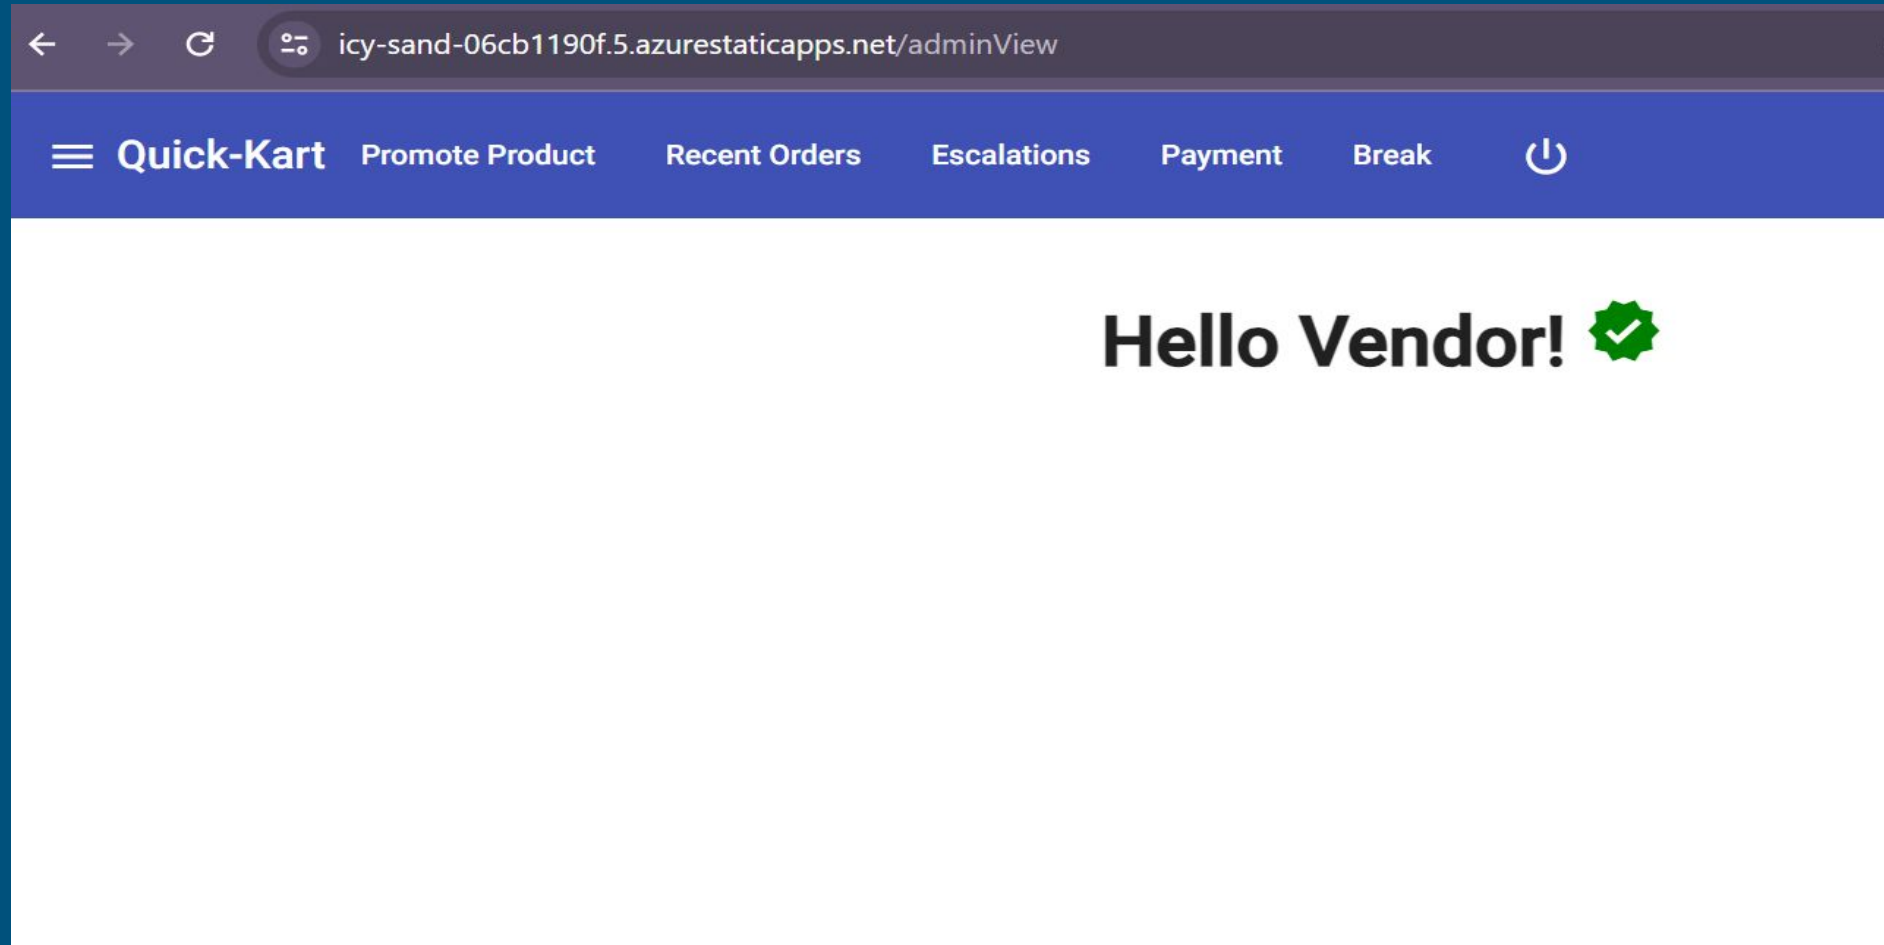 icy-sand-06cb1190f.5.azurestaticapps.net/adminView
Quick-Kart Promote Product Recent Orders Escalations Payment Break
Hello Vendor!